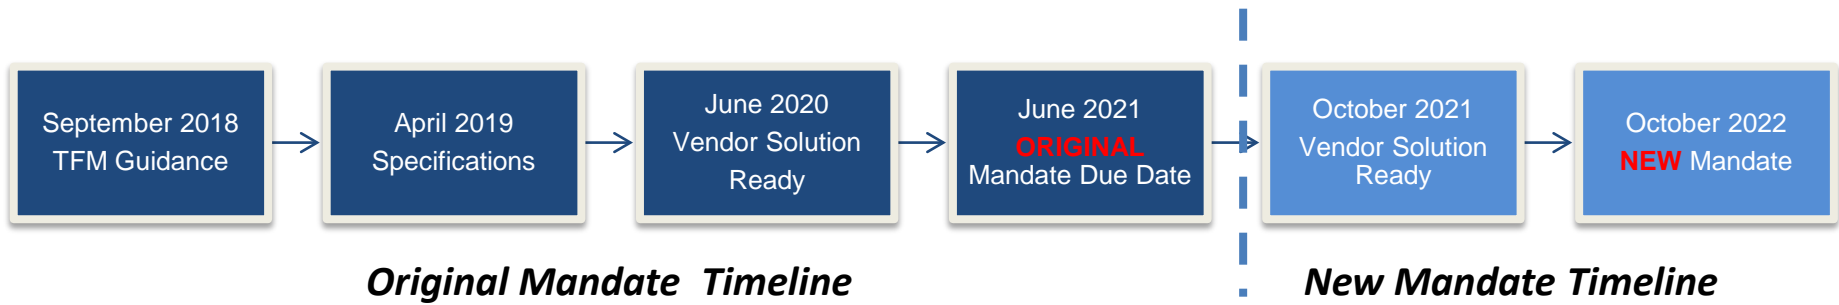 September 2018
TFM Guidance
April 2019
Specifications
June 2020
Vendor Solution
Ready
June 2021
ORIGINAL
Mandate Due Date
October 2021
Vendor Solution
Ready
October 2022
NEW Mandate
Original Mandate Timeline
New Mandate Timeline